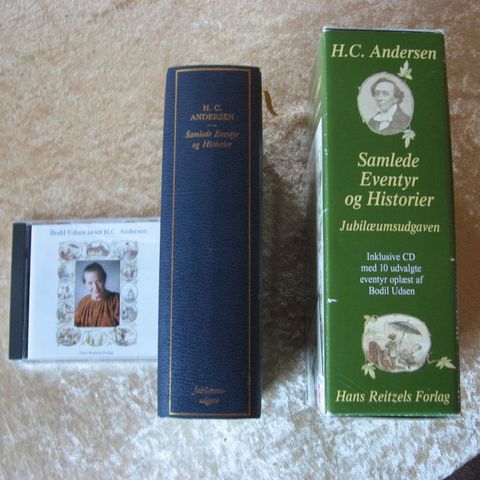 Bodil Udsen læser H.C. Andersen
Hans Reitzels Forlag
H. C.
ANDERSEN
Samlede Eventyr
og Historier
Jubilæums-
udgave
H.C. Andersen
Samlede
Eventyr
og Historier
Jubilæumsudgaven
Inklusive CD
med 10 udvalgte
eventyr oplæst af
Bodil Udsen
Hans Reitzels Forlag